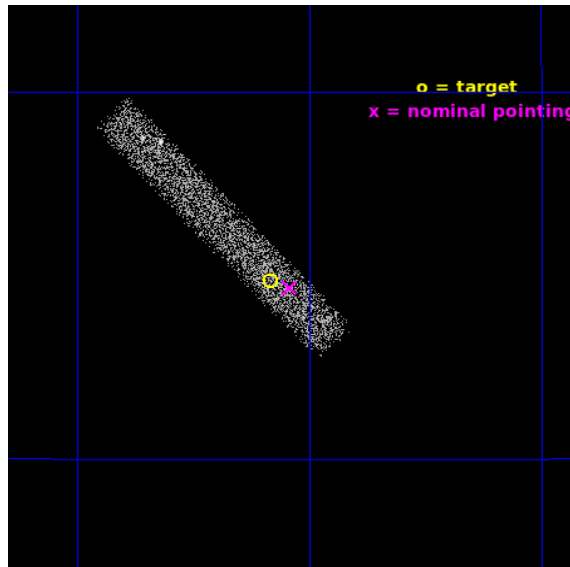 o = target
x = nominal pointing